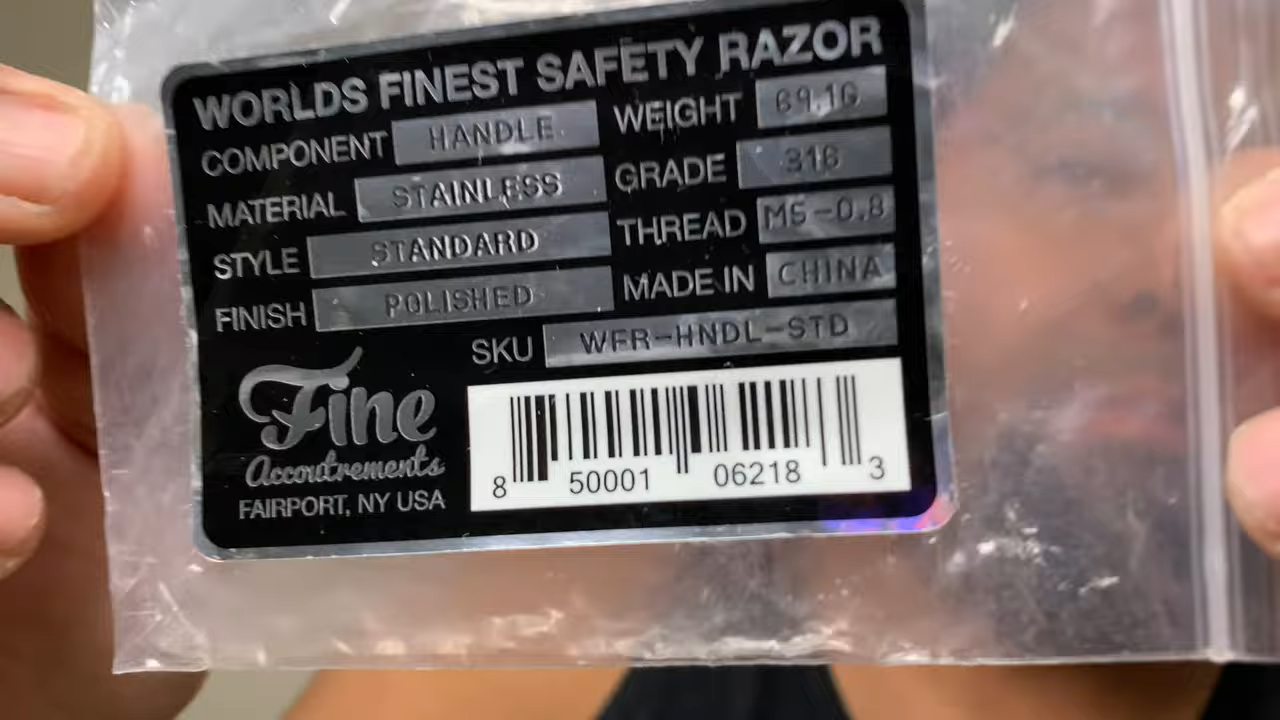 WORLDS FINEST SAFETY RAZOR
COMPONENT HANDLE
WEIGHT 69.1G
MATERIAL STAINLESS
GRADE 316
STYLE STANDARD
THREAD M5-0.8
FINISH POLISHED
MADE IN CHINA
SKU WFR-HNDL-STD
Fine
Accoutrements
FAIRPORT, NY USA
8 50001 06218 3